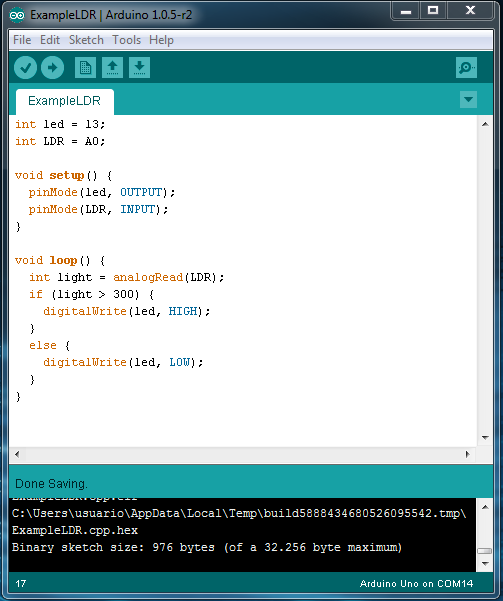 ExampleLDR | Arduino 1.0.5-r2
File Edit Sketch Tools Help
ExampleLDR
int led = 13;
int LDR = A0;
void setup() {
pinMode(led, OUTPUT);
pinMode(LDR, INPUT);
}
void loop() {
int light = analogRead(LDR);
if (light > 300) {
digitalWrite(led, HIGH);
}
else {
digitalWrite(led, LOW);
}
}
Done Saving.
ExampleLDR.cpp.elf
C:\Users\usuario\AppData\Local\Temp\build5888434680526095542.tmp\
ExampleLDR.cpp.hex
Binary sketch size: 976 bytes (of a 32.256 byte maximum)
17
Arduino Uno on COM14